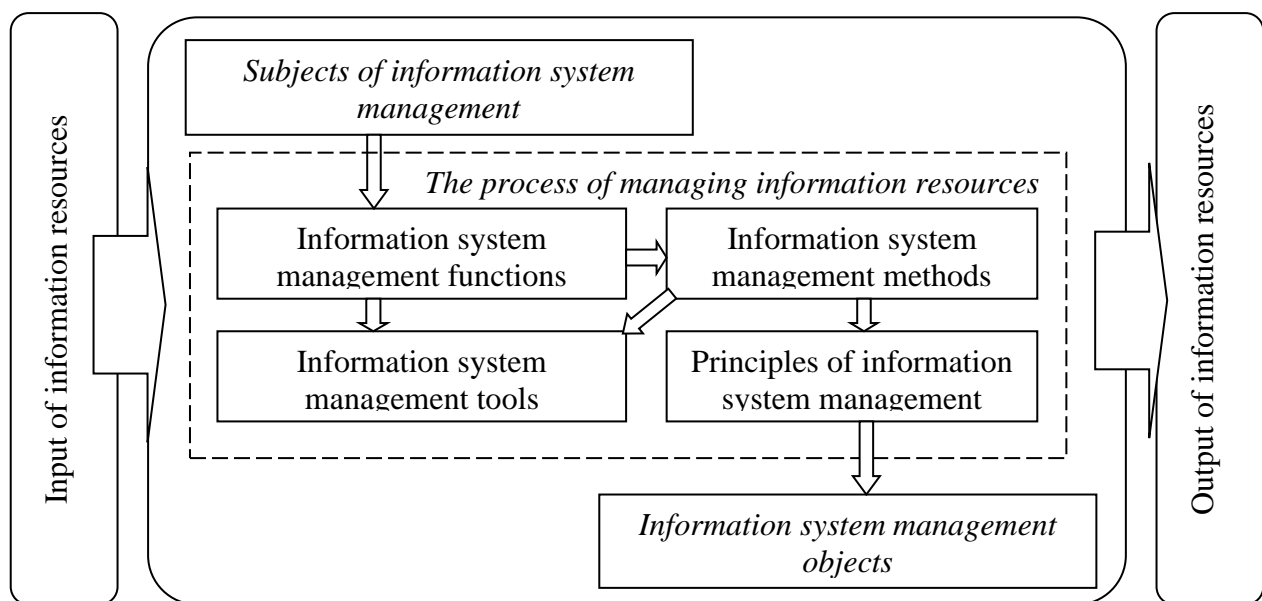 Input of information resources
Subjects of information system
management
The process of managing information resources
Information system
management functions
Information system
management methods
Information system
management tools
Principles of information
system management
Information system management
objects
Output of information resources